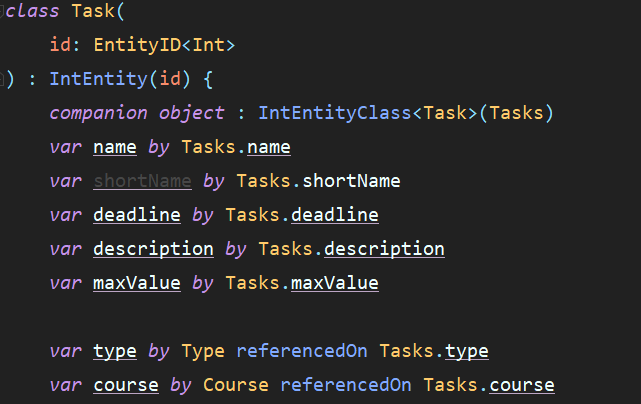 class Task(
    id: EntityID<Int>
) : IntEntity(id) {
    companion object : IntEntityClass<Task>(Tasks)
    var name by Tasks.name
    var shortName by Tasks.shortName
    var deadline by Tasks.deadline
    var description by Tasks.description
    var maxValue by Tasks.maxValue
    var type by Type referencedOn Tasks.type
    var course by Course referencedOn Tasks.course